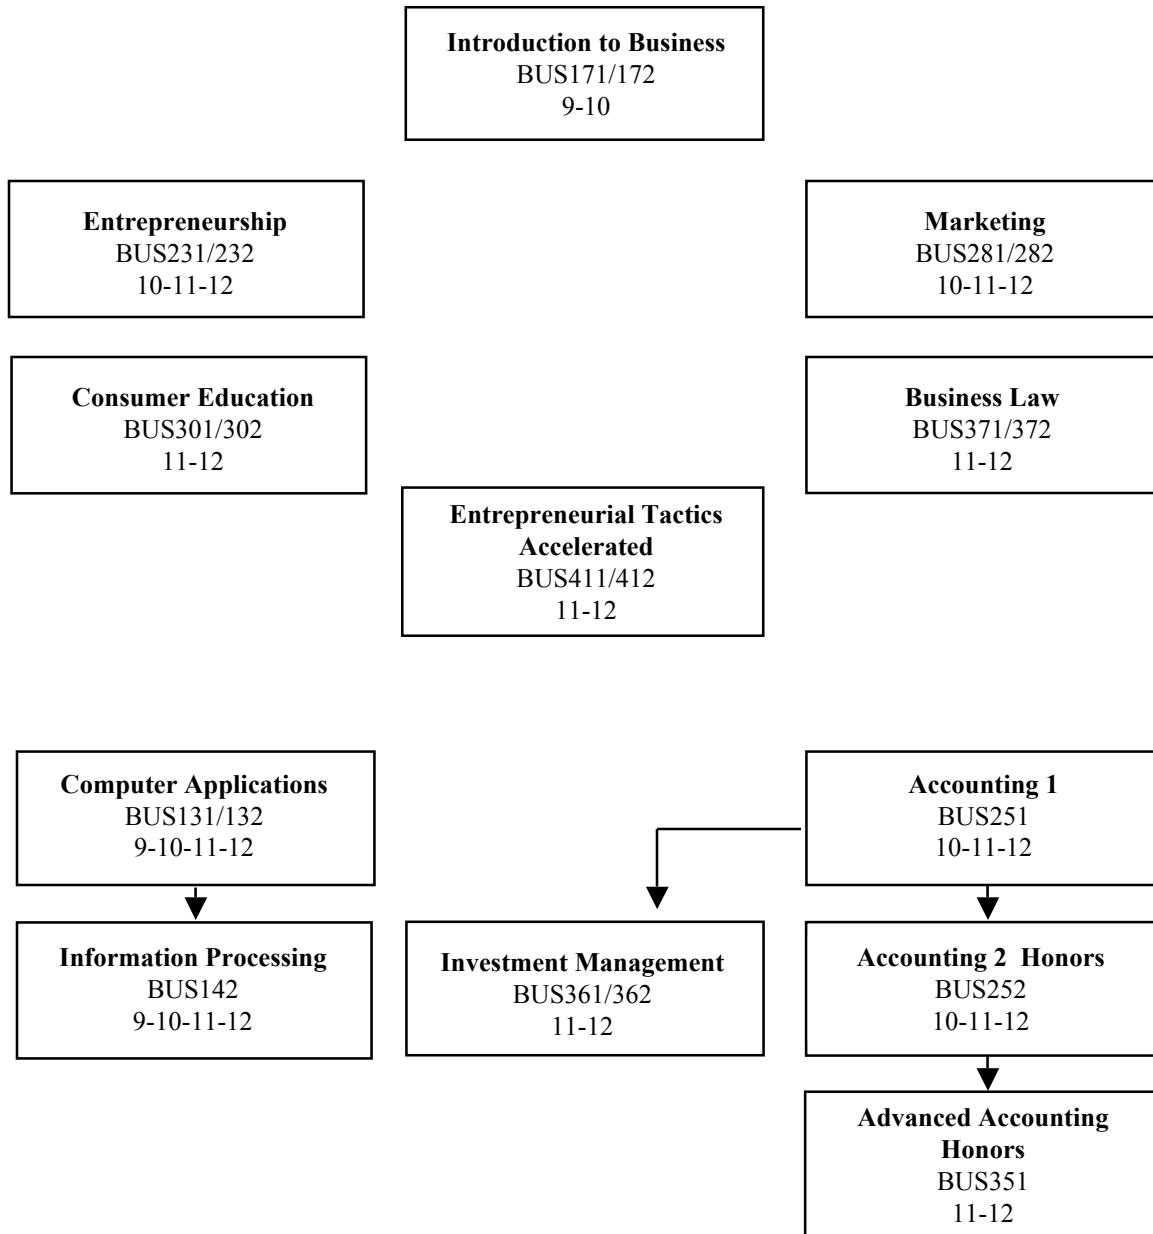 Introduction to Business
BUS171/172
9-10
Entrepreneurship
BUS231/232
10-11-12
Marketing
BUS281/282
10-11-12
Consumer Education
BUS301/302
11-12
Business Law
BUS371/372
11-12
Entrepreneurial Tactics
Accelerated
BUS411/412
11-12
Computer Applications
BUS131/132
9-10-11-12
Accounting 1
BUS251
10-11-12
Information Processing
BUS142
9-10-11-12
Investment Management
BUS361/362
11-12
Accounting 2  Honors
BUS252
10-11-12
Advanced Accounting
Honors
BUS351
11-12